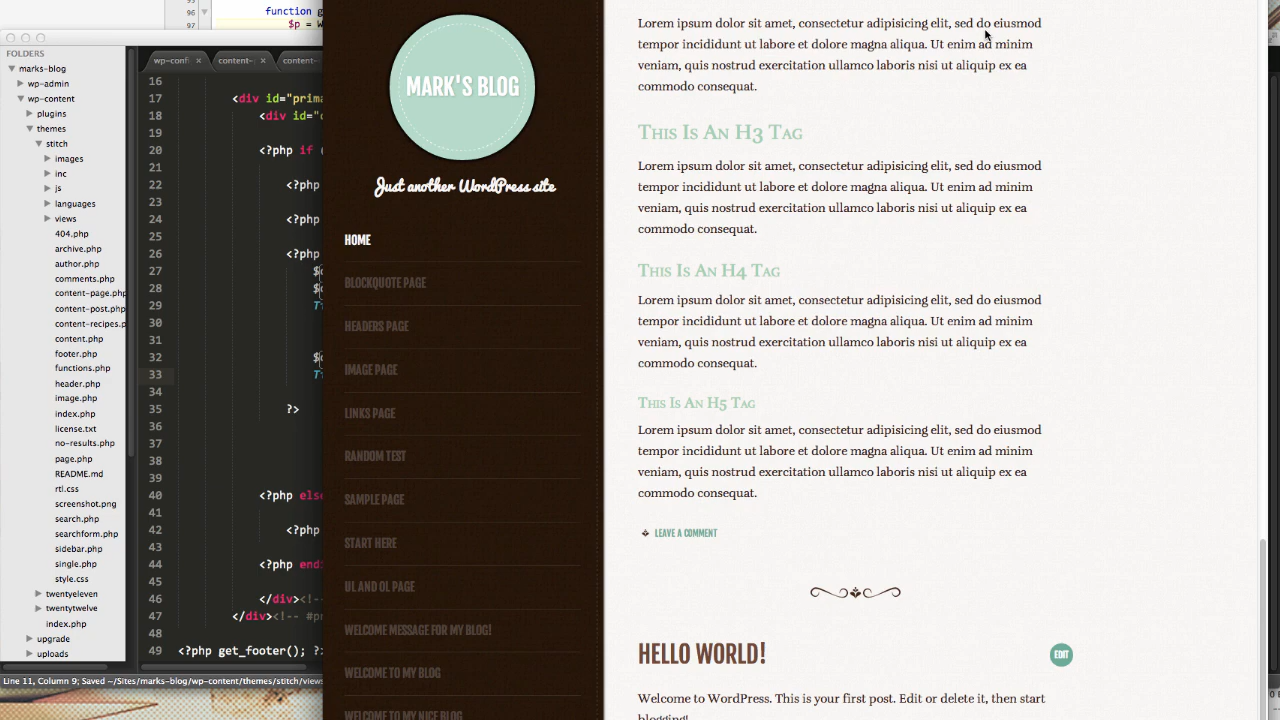 95
96
function g
$p = W
FOLDERS
marks-blog
wp-admin
wp-content
plugins
themes
stitch
images
inc
js
languages
views
404.php
archive.php
author.php
comments.php
content-page.php
content-post.php
content-recipes.p
content.php
footer.php
functions.php
header.php
image.php
index.php
license.txt
no-results.php
page.php
README.md
rtl.css
screenshot.png
search.php
searchform.php
sidebar.php
single.php
style.css
twentyeleven
twentytwelve
index.php
upgrade
uploads
wp-confi
content-
content-
16
17 <div id="prima
18 <div id="c
19
20 <?php if (
21
22 <?php
23
24 <?php
25
26 <?php
27
28
29
30
31
32
33
34
35 ?>
36
37
38
39
40 <?php else
41
42 <?php
43
44 <?php endi
45
46 </div><!--
47 </div><!-- #pr
48
49 <?php get_footer(); ?>
Line 11, Column 9; Saved ~/Sites/marks-blog/wp-content/themes/stitch/views
MARK'S BLOG
Just another WordPress site
HOME
BLOCKQUOTE PAGE
HEADERS PAGE
IMAGE PAGE
LINKS PAGE
RANDOM TEST
SAMPLE PAGE
START HERE
UL AND OL PAGE
WELCOME MESSAGE FOR MY BLOG!
WELCOME TO MY BLOG
WELCOME TO MY NICE BLOG
Lorem ipsum dolor sit amet, consectetur adipisicing elit, sed do eiusmod
tempor incididunt ut labore et dolore magna aliqua. Ut enim ad minim
veniam, quis nostrud exercitation ullamco laboris nisi ut aliquip ex ea
commodo consequat.
This Is An H3 Tag
Lorem ipsum dolor sit amet, consectetur adipisicing elit, sed do eiusmod
tempor incididunt ut labore et dolore magna aliqua. Ut enim ad minim
veniam, quis nostrud exercitation ullamco laboris nisi ut aliquip ex ea
commodo consequat.
This Is An H4 Tag
Lorem ipsum dolor sit amet, consectetur adipisicing elit, sed do eiusmod
tempor incididunt ut labore et dolore magna aliqua. Ut enim ad minim
veniam, quis nostrud exercitation ullamco laboris nisi ut aliquip ex ea
commodo consequat.
This Is An H5 Tag
Lorem ipsum dolor sit amet, consectetur adipisicing elit, sed do eiusmod
tempor incididunt ut labore et dolore magna aliqua. Ut enim ad minim
veniam, quis nostrud exercitation ullamco laboris nisi ut aliquip ex ea
commodo consequat.
LEAVE A COMMENT
HELLO WORLD!
EDIT
Welcome to WordPress. This is your first post. Edit or delete it, then start
blogging!